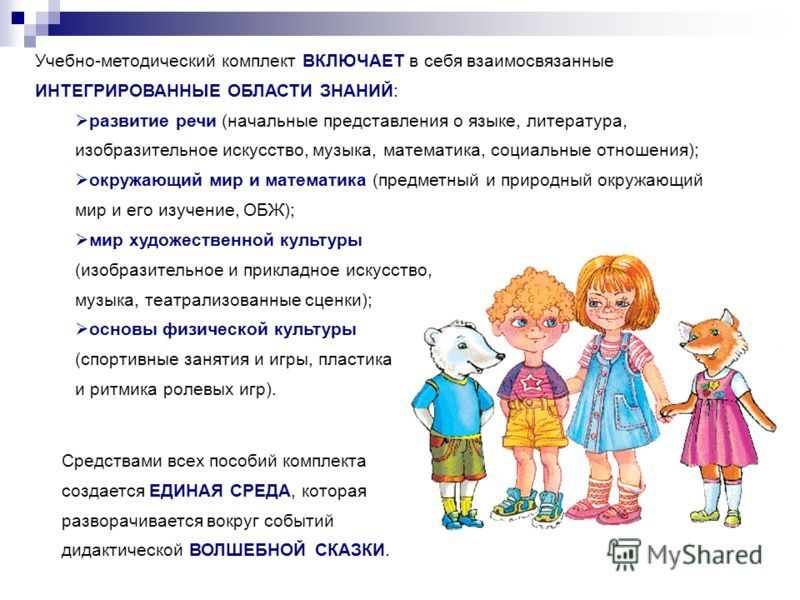 Учебно-методический комплект ВКЛЮЧАЕТ в себя взаимосвязанные
ИНТЕГРИРОВАННЫЕ ОБЛАСТИ ЗНАНИЙ:
➢развитие речи (начальные представления о языке, литература,
изобразительное искусство, музыка, математика, социальные отношения);
➢окружающий мир и математика (предметный и природный окружающий
мир и его изучение, ОБЖ);
➢мир художественной культуры
(изобразительное и прикладное искусство,
музыка, театрализованные сценки);
➢основы физической культуры
(спортивные занятия и игры, пластика
и ритмика ролевых игр).
Средствами всех пособий комплекта
создается ЕДИНАЯ СРЕДА, которая
разворачивается вокруг событий
дидактической ВОЛШЕБНОЙ СКАЗКИ.
MyShared